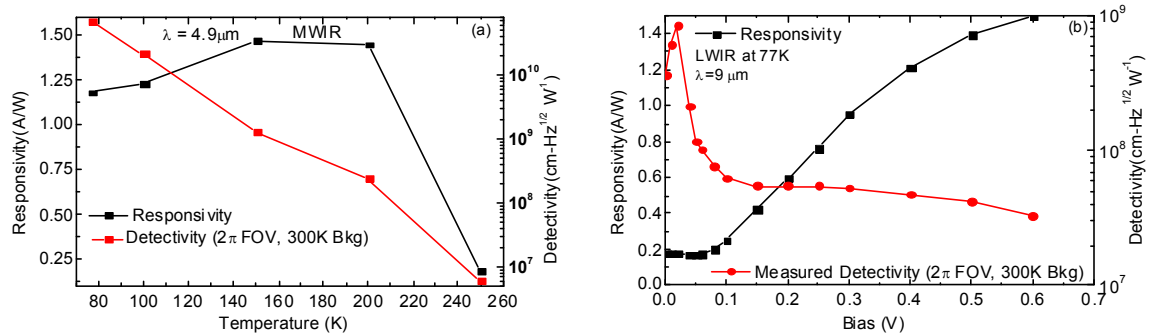 λ = 4.9μm
MWIR
(a)
1.50
1.25
1.00
0.75
0.50
0.25
Responsivity(A/W)
10^10
10^9
10^8
10^7
Detectivity(cm-Hz^1/2 W^-1)
Responsivity
Detectivity (2π FOV, 300K Bkg)
80 100 120 140 160 180 200 220 240 260
Temperature (K)
(b)
Responsivity
LWIR at 77K
λ=9 μm
1.4
1.2
1.0
0.8
0.6
0.4
0.2
0.0
Responsivity(A/W)
10^9
10^8
10^7
Detectivity(cm-Hz^1/2 W^-1)
Measured Detectivity (2π FOV, 300K Bkg)
0.0 0.1 0.2 0.3 0.4 0.5 0.6 0.7
Bias (V)